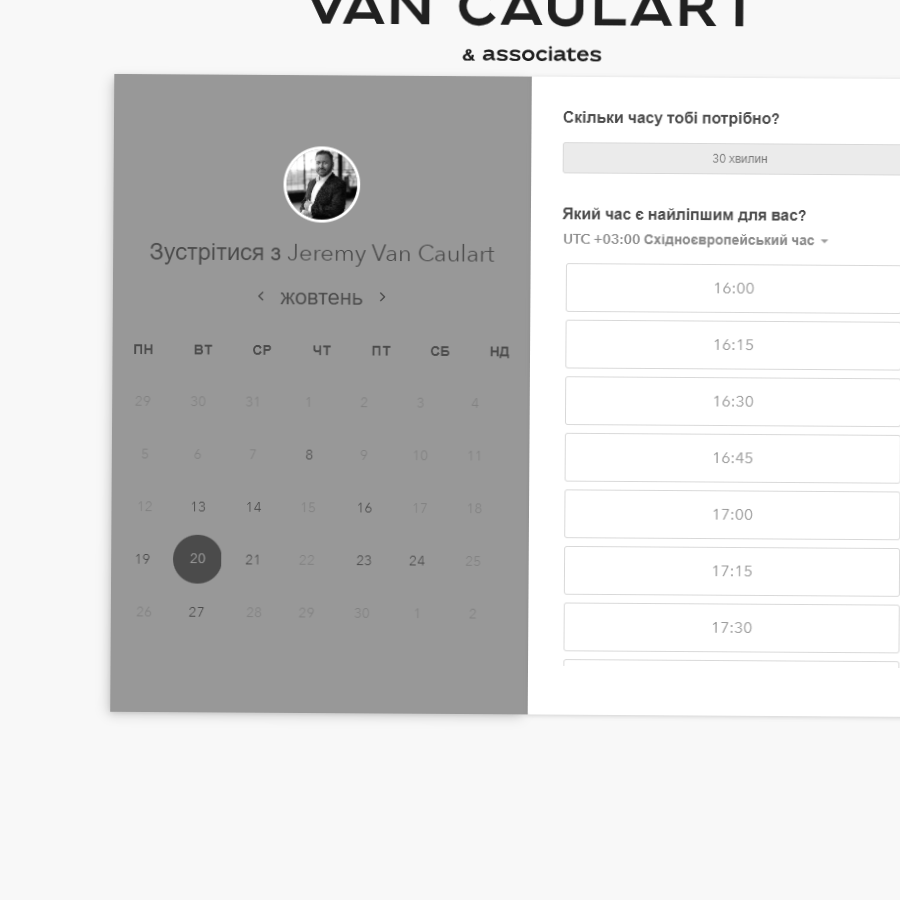 VAN CAULART
& associates
Зустрітися з Jeremy Van Caulart
жовтень
ПН ВТ СР ЧТ ПТ СБ НД
29 30 31 1 2 3 4
5 6 7 8 9 10 11
12 13 14 15 16 17 18
19 20 21 22 23 24 25
26 27 28 29 30 1 2
Скільки часу тобі потрібно?
30 хвилин
Який час є найліпшим для вас?
UTC +03:00 Східноєвропейський час
16:00
16:15
16:30
16:45
17:00
17:15
17:30